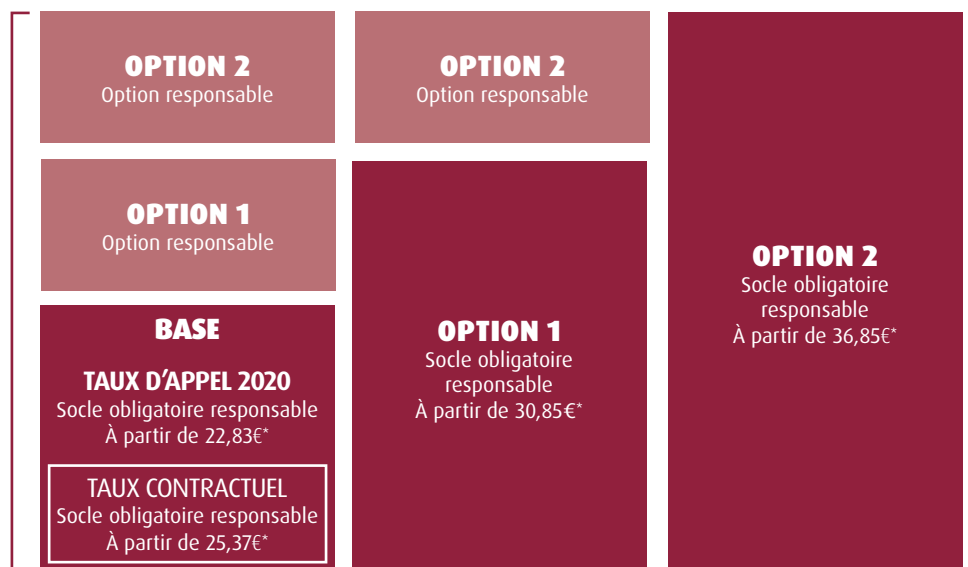 OPTION 2
Option responsable
OPTION 1
Option responsable
BASE
TAUX D'APPEL 2020
Socle obligatoire responsable
À partir de 22,83€*
TAUX CONTRACTUEL
Socle obligatoire responsable
À partir de 25,37€*
OPTION 2
Option responsable
OPTION 1
Socle obligatoire
responsable
À partir de 30,85€*
OPTION 2
Socle obligatoire
responsable
À partir de 36,85€*